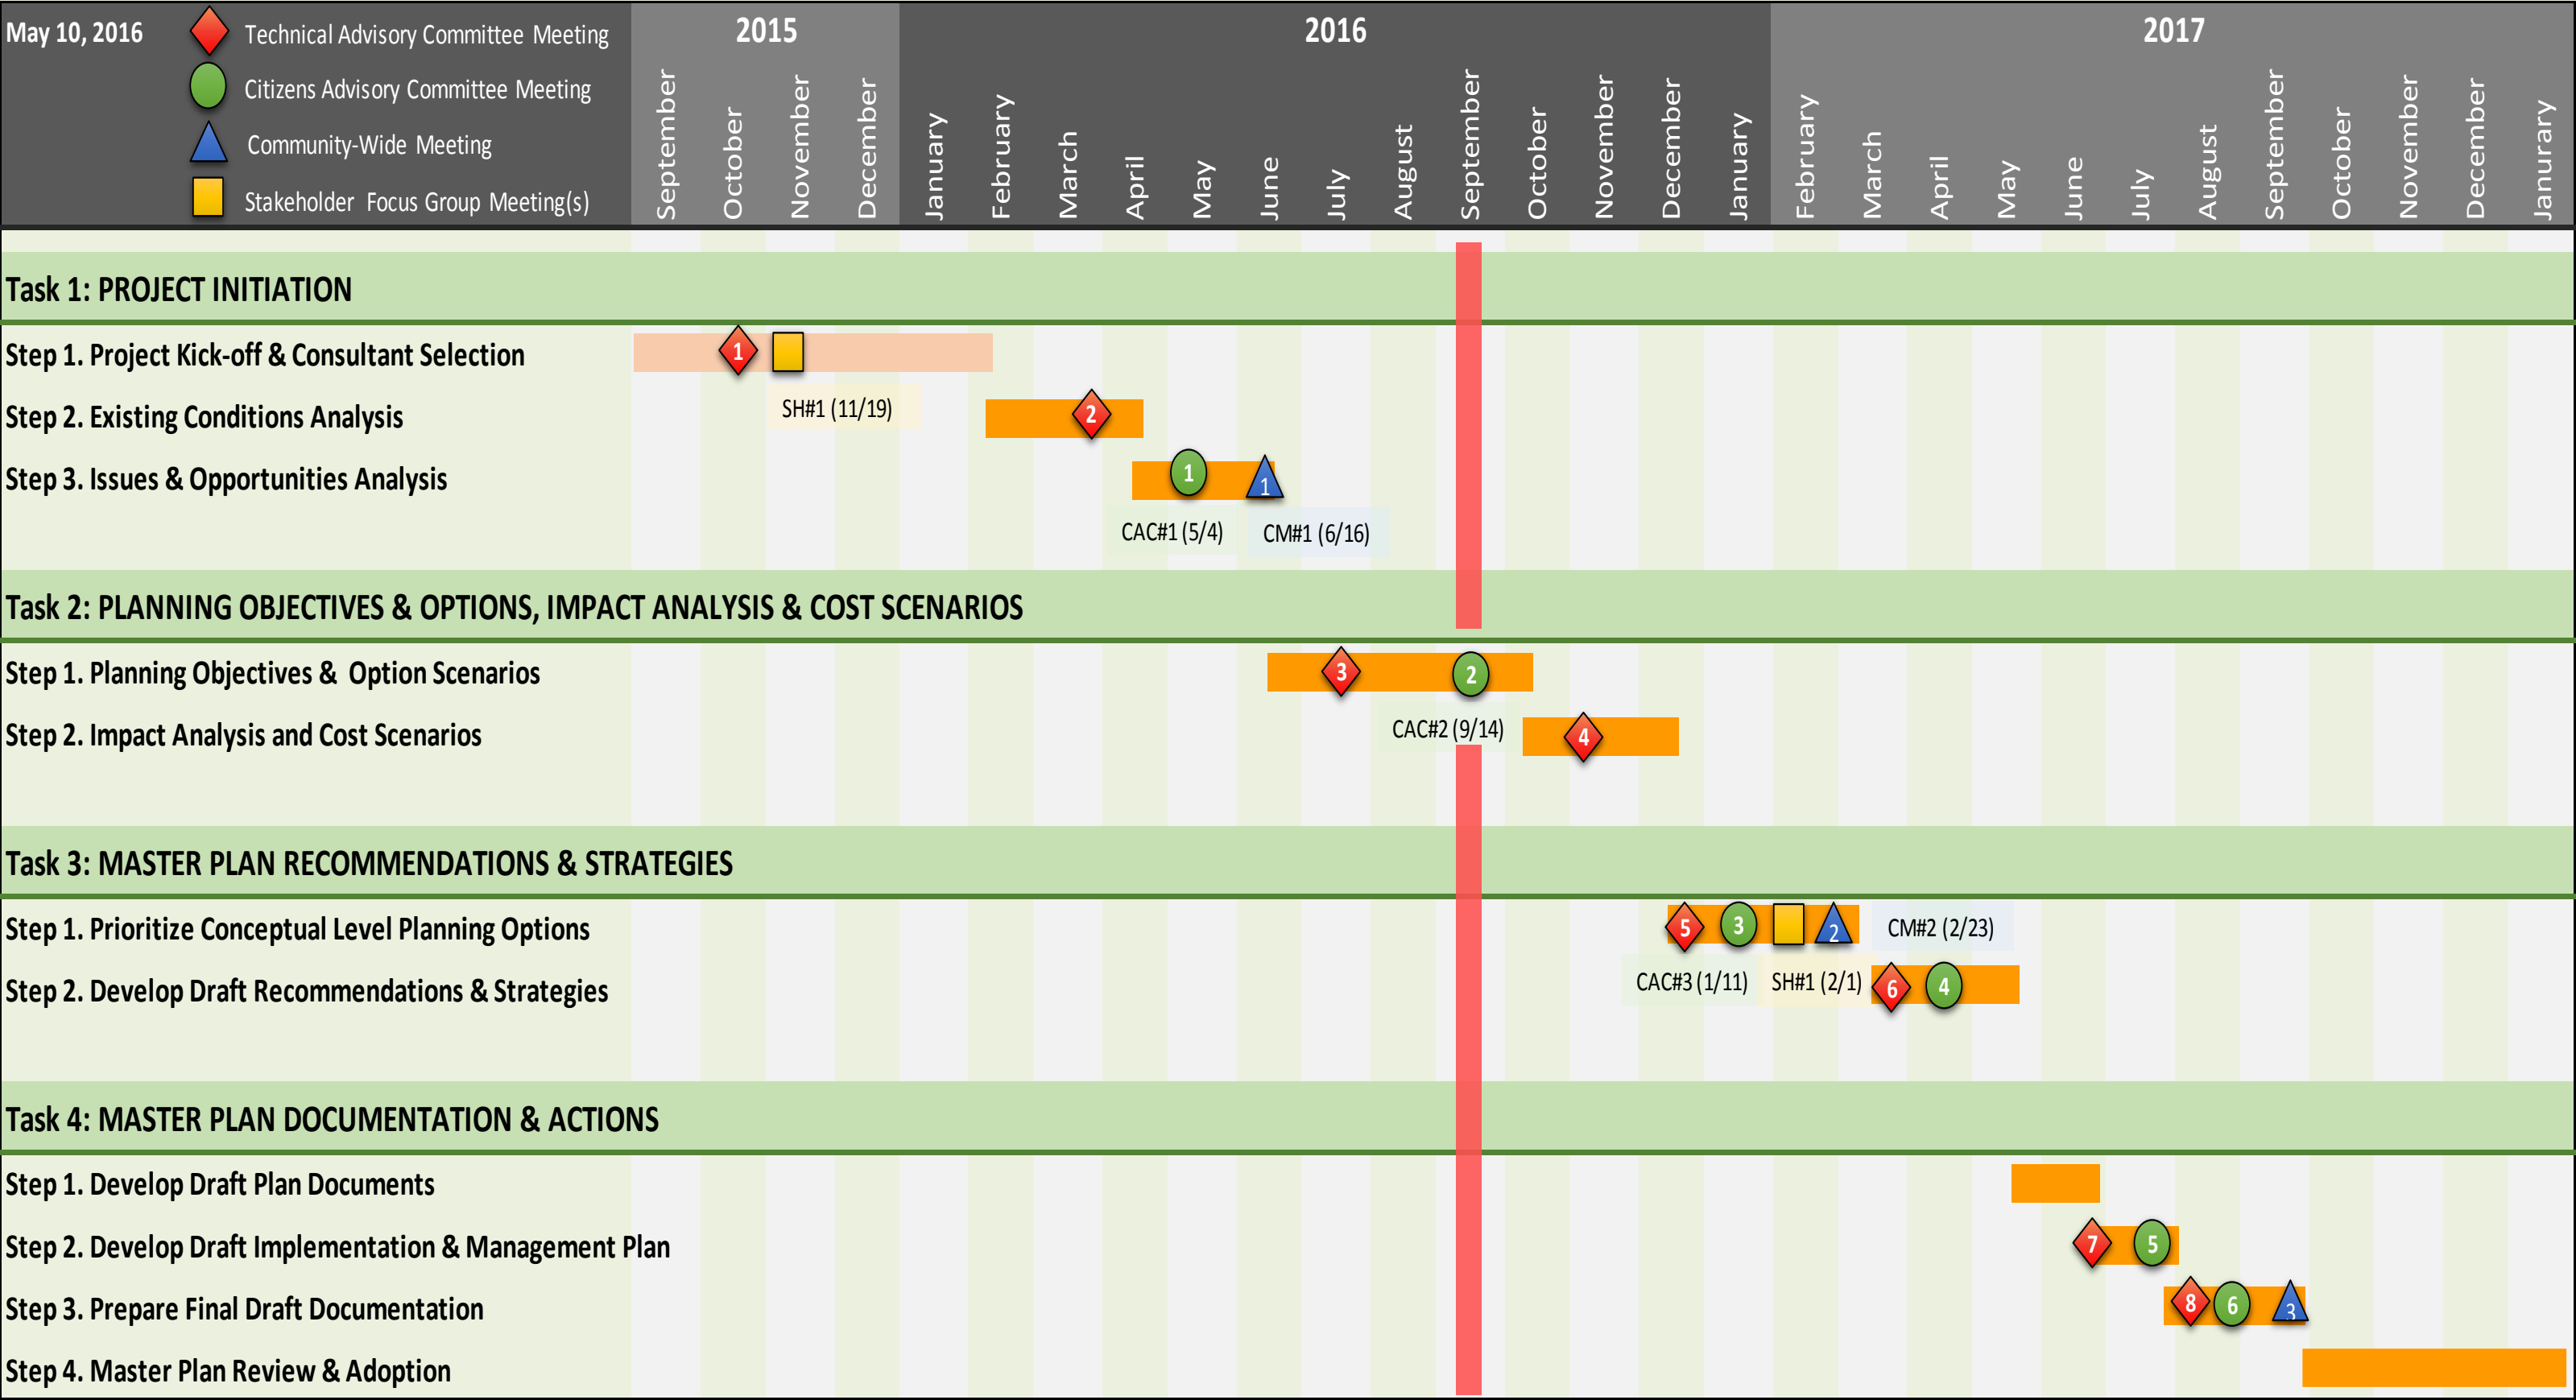 May 10, 2016
Technical Advisory Committee Meeting
Citizens Advisory Committee Meeting
Community-Wide Meeting
Stakeholder Focus Group Meeting(s)
2015
2016
2017
September
October
November
December
January
February
March
April
May
June
July
August
September
October
November
December
January
February
March
April
May
June
July
August
September
October
November
December
Janurary
Task 1: PROJECT INITIATION
Step 1. Project Kick-off & Consultant Selection
1
SH#1 (11/19)
Step 2. Existing Conditions Analysis
2
Step 3. Issues & Opportunities Analysis
1
1
CAC#1 (5/4)
CM#1 (6/16)
Task 2: PLANNING OBJECTIVES & OPTIONS, IMPACT ANALYSIS & COST SCENARIOS
Step 1. Planning Objectives & Option Scenarios
3
2
CAC#2 (9/14)
Step 2. Impact Analysis and Cost Scenarios
4
Task 3: MASTER PLAN RECOMMENDATIONS & STRATEGIES
Step 1. Prioritize Conceptual Level Planning Options
5
3
2
CM#2 (2/23)
CAC#3 (1/11)
SH#1 (2/1)
Step 2. Develop Draft Recommendations & Strategies
6
4
Task 4: MASTER PLAN DOCUMENTATION & ACTIONS
Step 1. Develop Draft Plan Documents
Step 2. Develop Draft Implementation & Management Plan
7
5
Step 3. Prepare Final Draft Documentation
8
6
3
Step 4. Master Plan Review & Adoption